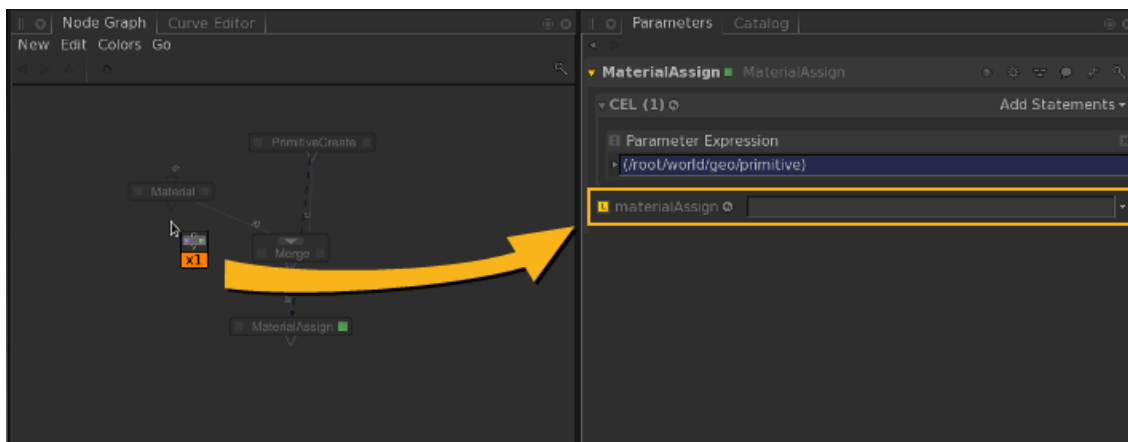 Node Graph Curve Editor
New Edit Colors Go
PrimitiveCreate
Material
x1
Merge
MaterialAssign
Parameters Catalog
MaterialAssign MaterialAssign
CEL (1) Add Statements
Parameter Expression
(/root/world/geo/primitive)
L materialAssign